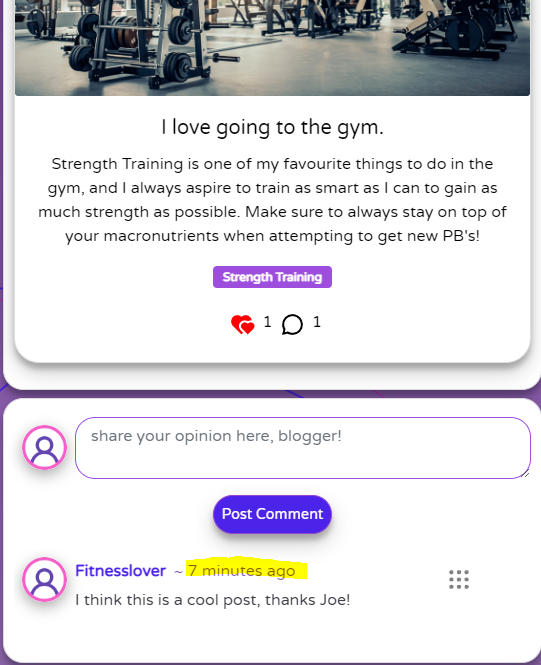 I love going to the gym.
Strength Training is one of my favourite things to do in the
gym, and I always aspire to train as smart as I can to gain as
much strength as possible. Make sure to always stay on top of
your macronutrients when attempting to get new PB's!
Strength Training
1 1
share your opinion here, blogger!
Post Comment
Fitnesslover ~ 7 minutes ago
I think this is a cool post, thanks Joe!